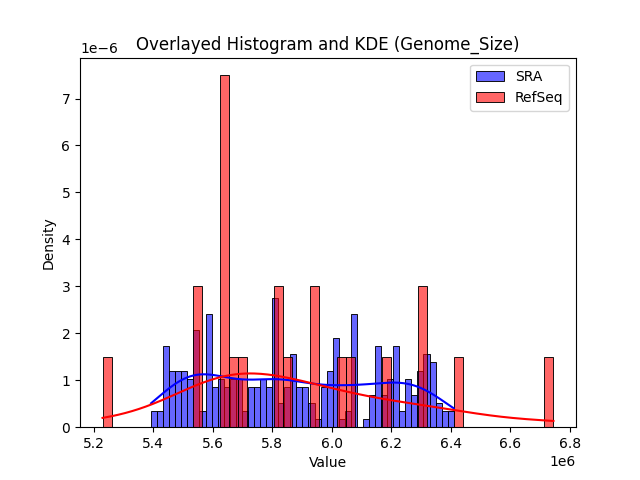 Overlayed Histogram and KDE (Genome_Size)
1e−6
SRA
RefSeq
7
6
5
4
3
2
1
0
Density
5.2 5.4 5.6 5.8 6.0 6.2 6.4 6.6 6.8
Value
1e6